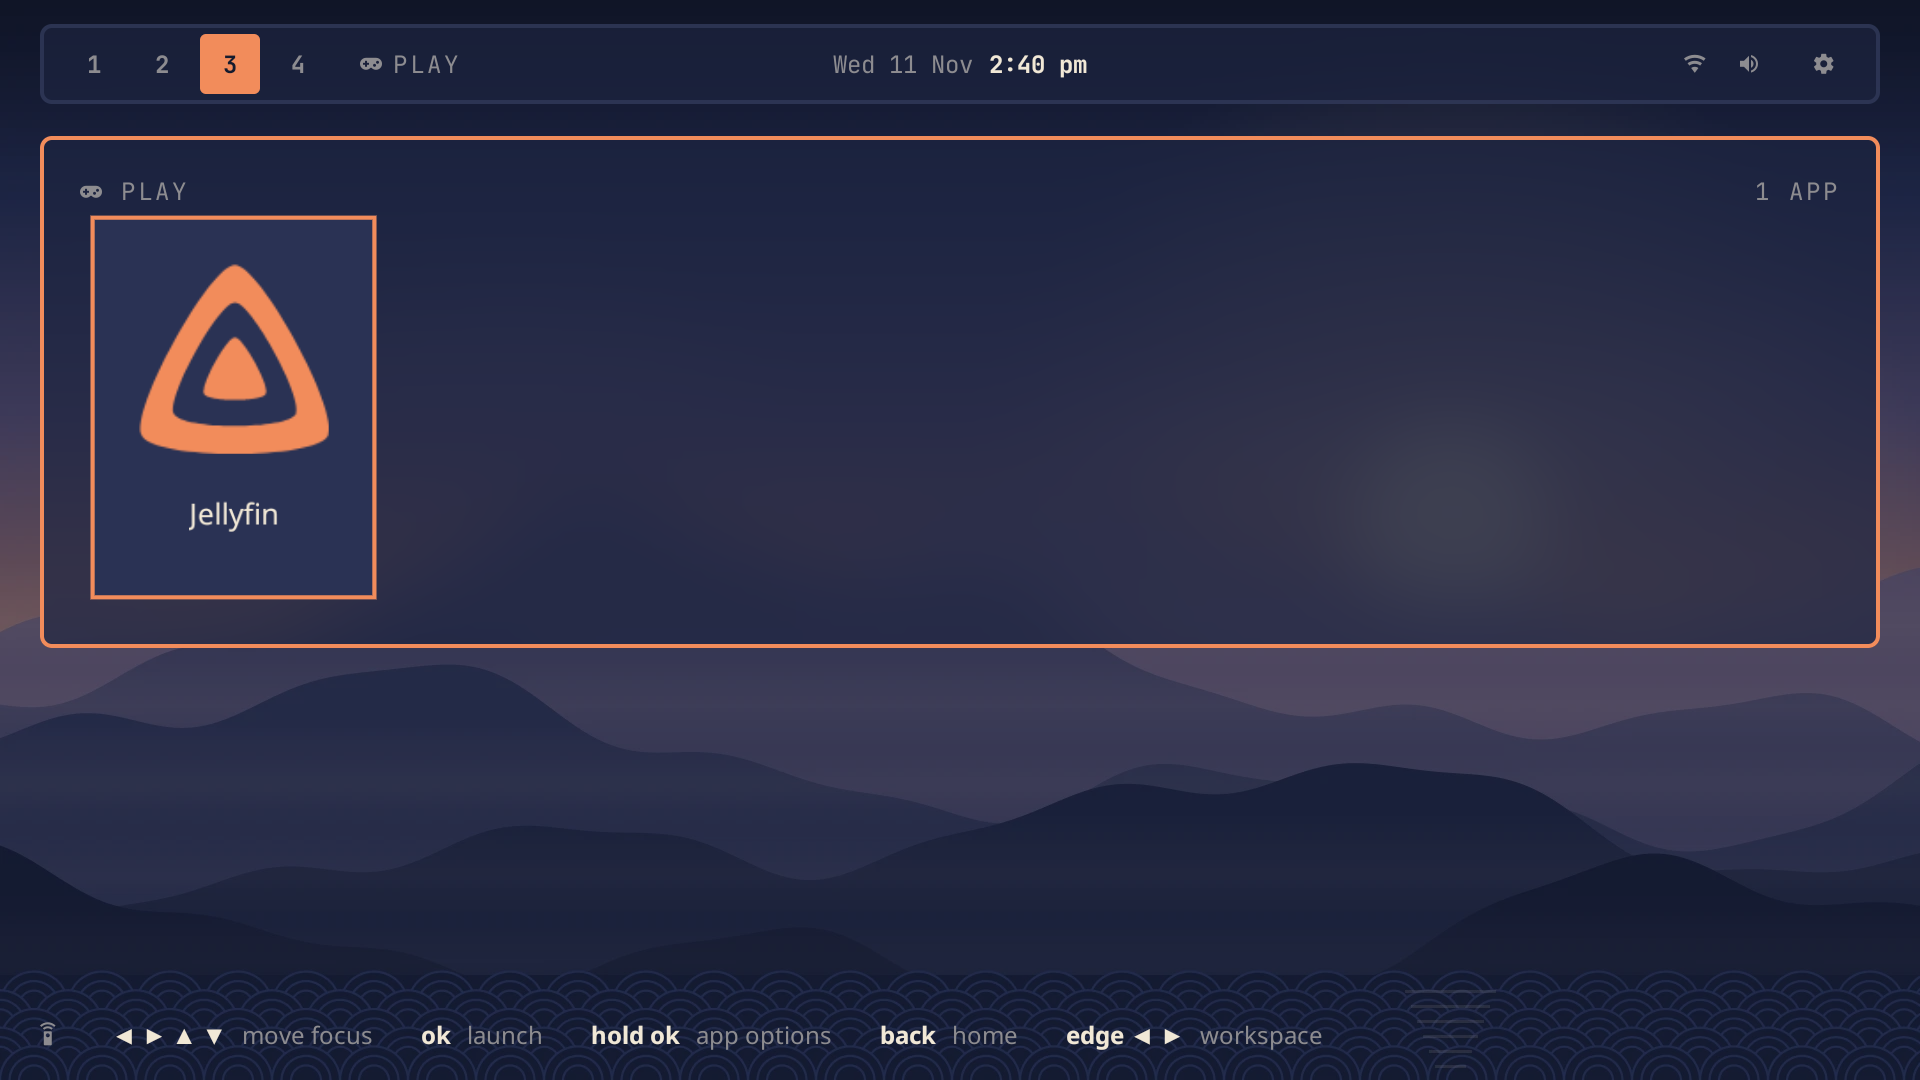 1 2 3 4 PLAY Wed 11 Nov 2:40 pm
PLAY 1 APP
Jellyfin
◀ ▶ ▲ ▼ move focus ok launch hold ok app options back home edge ◀ ▶ workspace